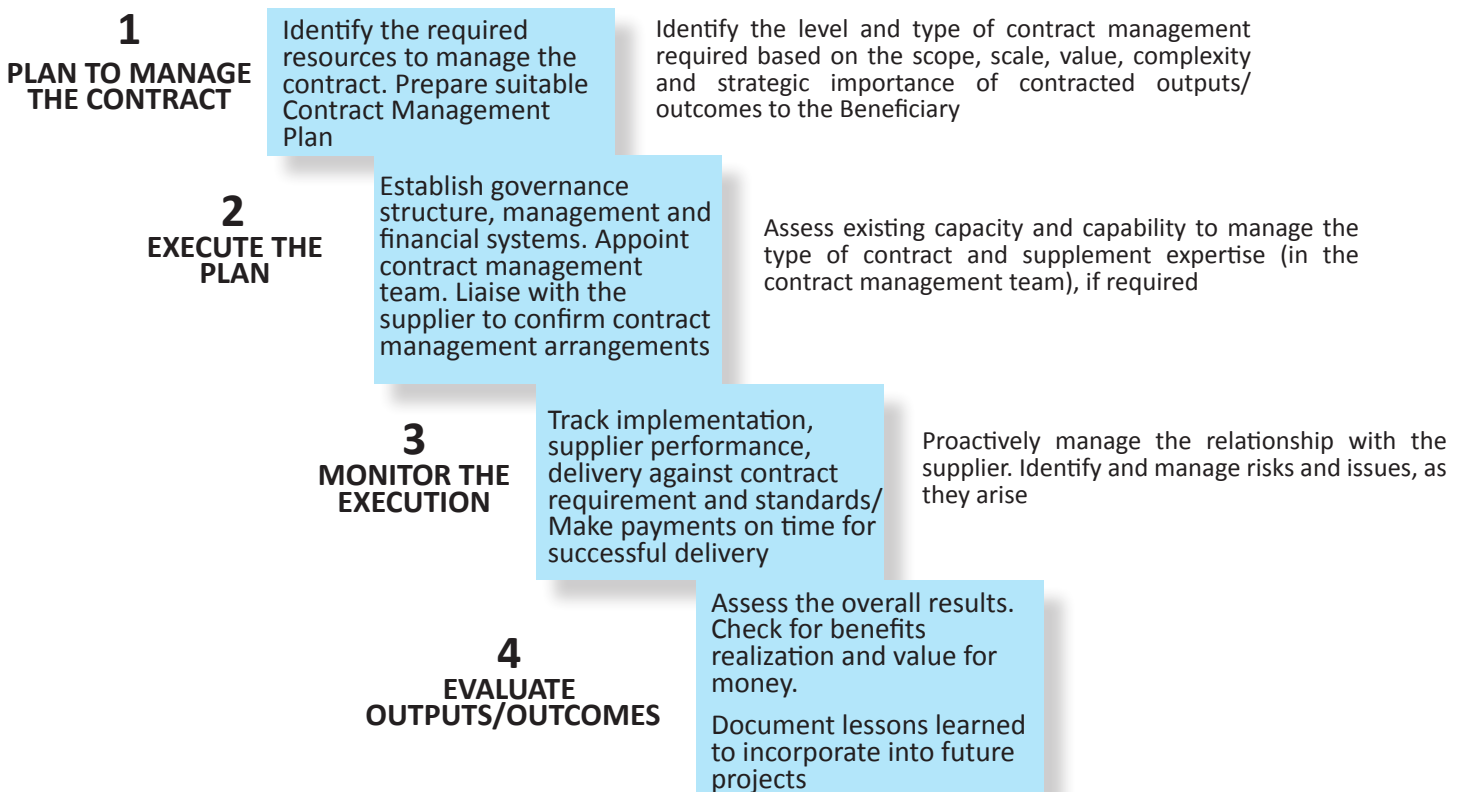 1
PLAN TO MANAGE
THE CONTRACT
Identify the required
resources to manage the
contract. Prepare suitable
Contract Management
Plan
Identify the level and type of contract management
required based on the scope, scale, value, complexity
and strategic importance of contracted outputs/
outcomes to the Beneficiary
2
EXECUTE THE
PLAN
Establish governance
structure, management and
financial systems. Appoint
contract management
team. Liaise with the
supplier to confirm contract
management arrangements
Assess existing capacity and capability to manage the
type of contract and supplement expertise (in the
contract management team), if required
3
MONITOR THE
EXECUTION
Track implementation,
supplier performance,
delivery against contract
requirement and standards/
Make payments on time for
successful delivery
Proactively manage the relationship with the
supplier. Identify and manage risks and issues, as
they arise
4
EVALUATE
OUTPUTS/OUTCOMES
Assess the overall results.
Check for benefits
realization and value for
money.
Document lessons learned
to incorporate into future
projects